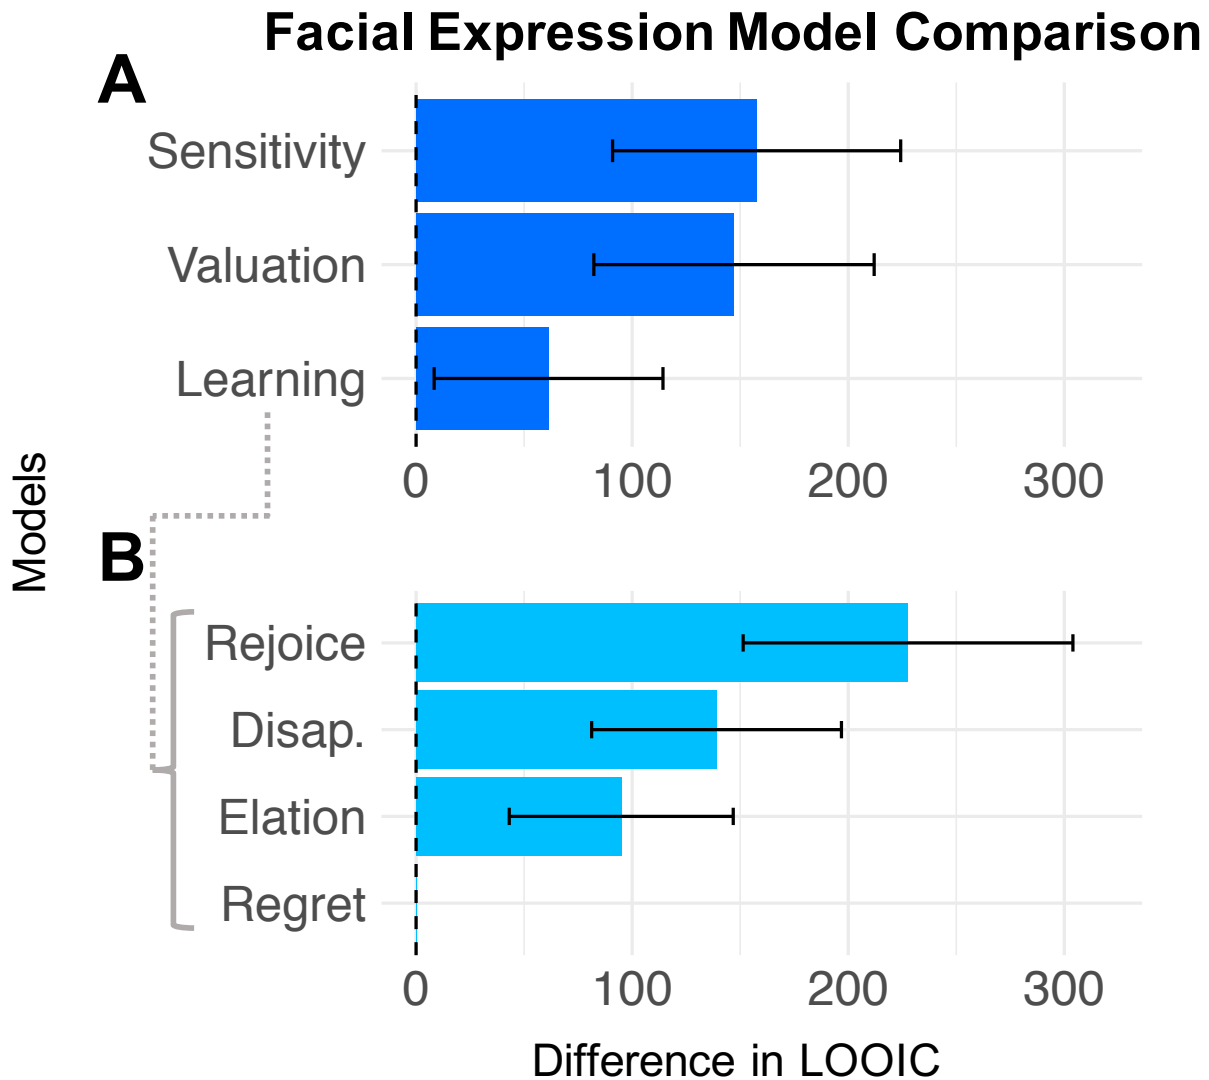 Facial Expression Model Comparison
A
Sensitivity
Valuation
Learning
0 100 200 300
Models
B
Rejoice
Disap.
Elation
Regret
0 100 200 300
Difference in LOOIC